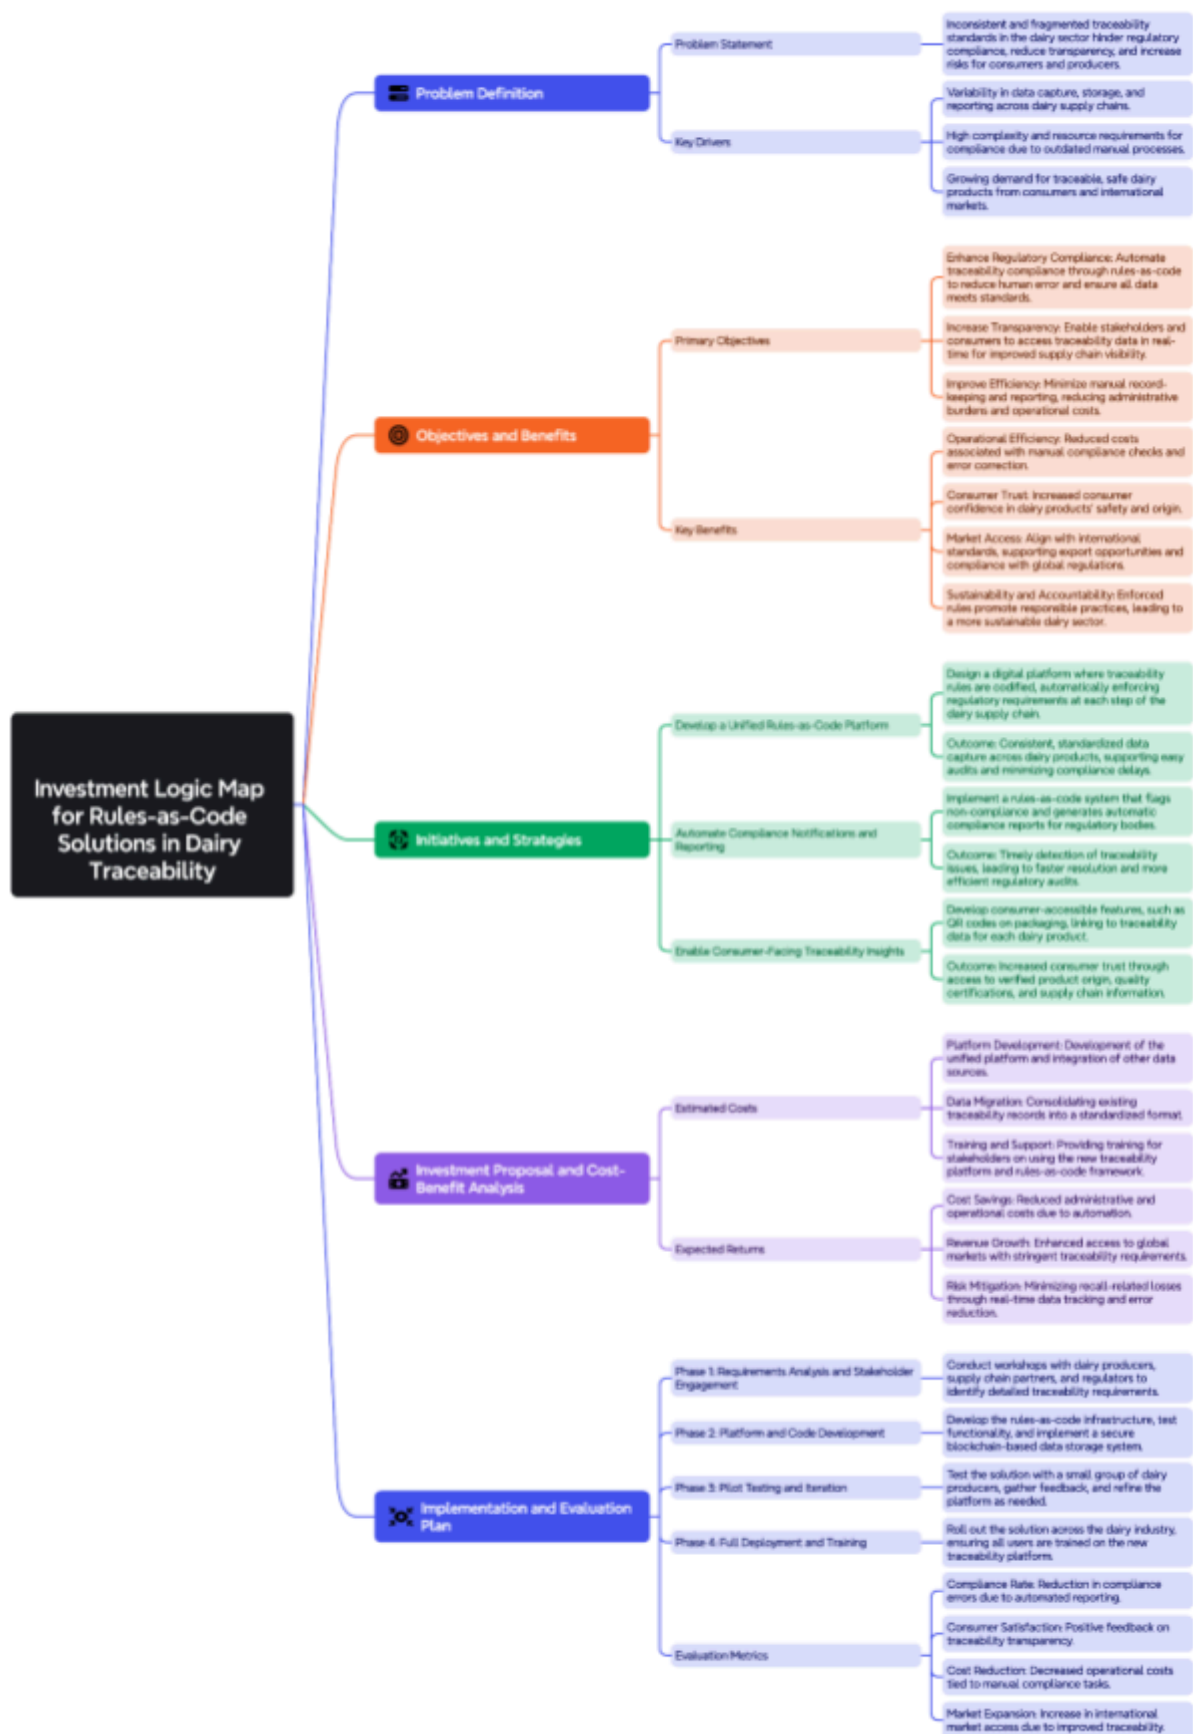 Investment Logic Map
for Rules-as-Code
Solutions in Dairy
Traceability
Problem Definition
Problem Statement
Inconsistent and fragmented traceability
standards in the dairy sector hinder regulatory
compliance, reduce transparency, and increase
risks for consumers and producers.
Key Drivers
Variability in data capture, storage, and
reporting across dairy supply chains.
High complexity and resource requirements for
compliance due to outdated manual processes.
Growing demand for traceable, safe dairy
products from consumers and international
markets.
Objectives and Benefits
Primary Objectives
Enhance Regulatory Compliance: Automate
traceability compliance through rules-as-code
to reduce human error and ensure all data
meets standards.
Increase Transparency: Enable stakeholders and
consumers to access traceability data in real-
time for improved supply chain visibility.
Improve Efficiency: Minimize manual record-
keeping and reporting, reducing administrative
burdens and operational costs.
Key Benefits
Operational Efficiency: Reduced costs
associated with manual compliance checks and
error correction.
Consumer Trust: Increased consumer
confidence in dairy products' safety and origin.
Market Access: Align with international
standards, supporting export opportunities and
compliance with global regulations.
Sustainability and Accountability: Enforced
rules promote responsible practices, leading to
a more sustainable dairy sector.
Initiatives and Strategies
Develop a Unified Rules-as-Code Platform
Design a digital platform where traceability
rules are codified, automatically enforcing
regulatory requirements at each step of the
dairy supply chain.
Outcome: Consistent, standardized data
capture across dairy products, supporting easy
audits and minimizing compliance delays.
Automate Compliance Notifications and
Reporting
Implement a rules-as-code system that flags
non-compliance and generates automatic
compliance reports for regulatory bodies.
Outcome: Timely detection of traceability
issues, leading to faster resolution and more
efficient regulatory audits.
Enable Consumer-Facing Traceability Insights
Develop consumer-accessible features, such as
QR codes on packaging, linking to traceability
data for each dairy product.
Outcome: Increased consumer trust through
access to verified product origin, quality
certifications, and supply chain information.
Investment Proposal and Cost-
Benefit Analysis
Estimated Costs
Platform Development: Development of the
unified platform and integration of other data
sources.
Data Migration: Consolidating existing
traceability records into a standardized format.
Training and Support: Providing training for
stakeholders on using the new traceability
platform and rules-as-code framework.
Expected Returns
Cost Savings: Reduced administrative and
operational costs due to automation.
Revenue Growth: Enhanced access to global
markets with stringent traceability requirements.
Risk Mitigation: Minimizing recall-related losses
through real-time data tracking and error
reduction.
Implementation and Evaluation
Plan
Phase 1: Requirements Analysis and Stakeholder
Engagement
Conduct workshops with dairy producers,
supply chain partners, and regulators to
identify detailed traceability requirements.
Phase 2: Platform and Code Development
Develop the rules-as-code infrastructure, test
functionality, and implement a secure
blockchain-based data storage system.
Phase 3: Pilot Testing and Iteration
Test the solution with a small group of dairy
producers, gather feedback, and refine the
platform as needed.
Phase 4: Full Deployment and Training
Roll out the solution across the dairy industry,
ensuring all users are trained on the new
traceability platform.
Evaluation Metrics
Compliance Rate: Reduction in compliance
errors due to automated reporting.
Consumer Satisfaction: Positive feedback on
traceability transparency.
Cost Reduction: Decreased operational costs
tied to manual compliance tasks.
Market Expansion: Increase in international
market access due to improved traceability.